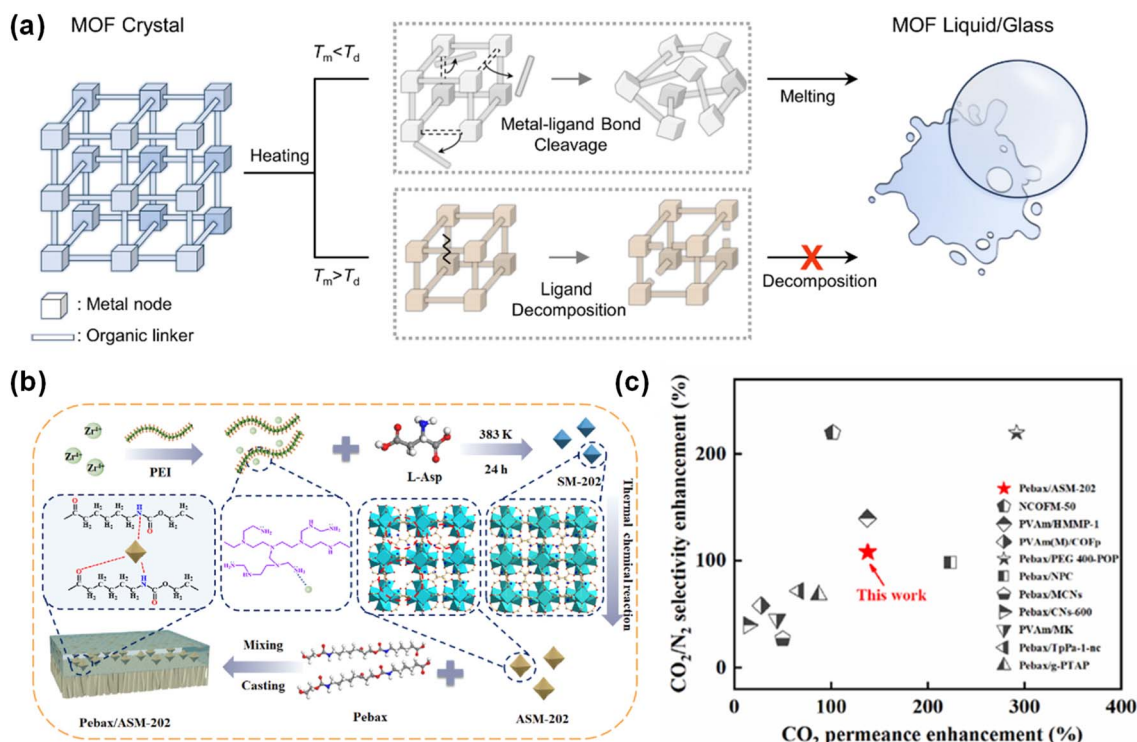 (a)
MOF Crystal
MOF Liquid/Glass
Heating
Tm<Td
Metal-ligand Bond
Cleavage
Melting
Tm>Td
Ligand
Decomposition
Decomposition
: Metal node
: Organic linker
(b)
Zr4+
Zr4+
Zr4+
PEI
L-Asp
383 K
24 h
SM-202
Thermal chemical reaction
Mixing
Casting
Pebax/ASM-202
Pebax
ASM-202
(c)
CO2/N2 selectivity enhancement (%)
200
100
0
0 100 200 300 400
CO2 permeance enhancement (%)
This work
Pebax/ASM-202
NCOFM-50
PVAm/HMMP-1
PVAm(M)/COFp
Pebax/PEG 400-POP
Pebax/NPC
Pebax/MCNs
Pebax/CNs-600
PVAm/MK
Pebax/TpPa-1-nc
Pebax/g-PTAP